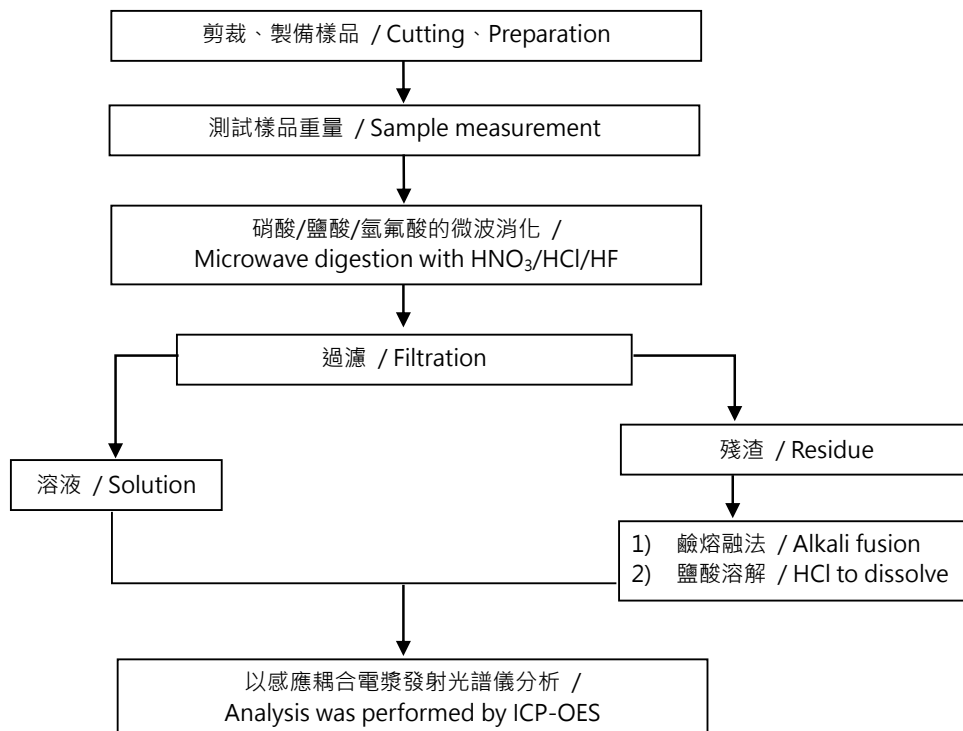 剪裁、製備樣品 / Cutting、Preparation
測試樣品重量 / Sample measurement
硝酸/鹽酸/氫氟酸的微波消化 /
Microwave digestion with HNO₃/HCl/HF
過濾 / Filtration
溶液 / Solution
殘渣 / Residue
1) 鹼熔融法 / Alkali fusion
2) 鹽酸溶解 / HCl to dissolve
以感應耦合電漿發射光譜儀分析 /
Analysis was performed by ICP-OES